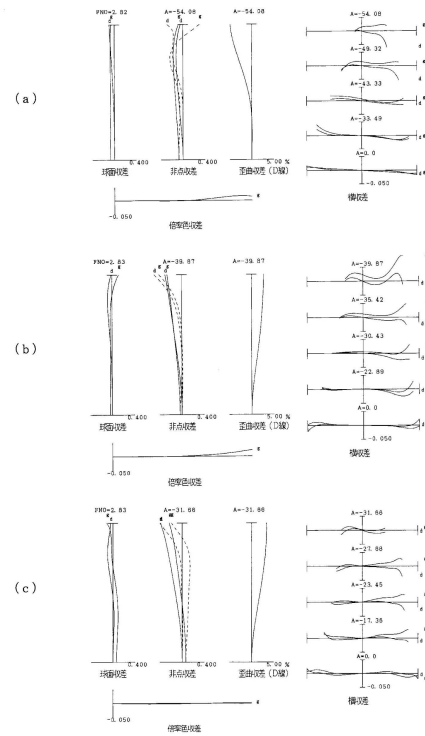 (a)
FNO=2.82
g
d
0.400
球面収差
A=-54.08
g
d
g
d
0.400
非点収差
A=-54.08
5.00 %
歪曲収差 (D線)
-0.050
g
倍率色収差
A=-54.08
g
d
A=-49.32
g
d
A=-43.33
g
d
A=-33.49
d g
A=0.0
d g
-0.050
横収差
(b)
FNO=2.83
g
d
0.400
球面収差
A=-39.87
g g
d d
0.400
非点収差
A=-39.87
5.00 %
歪曲収差 (D線)
-0.050
g
倍率色収差
A=-39.87
d
A=-35.42
d
A=-30.43
d
A=-22.89
d
A=0.0
d
-0.050
横収差
(c)
FNO=2.83
g
d
0.400
球面収差
A=-31.66
0.400
非点収差
A=-31.66
5.00 %
歪曲収差 (D線)
-0.050
g
倍率色収差
A=-31.66
d
A=-27.88
d
A=-23.45
d
A=-17.36
d
A=0.0
d
-0.050
横収差